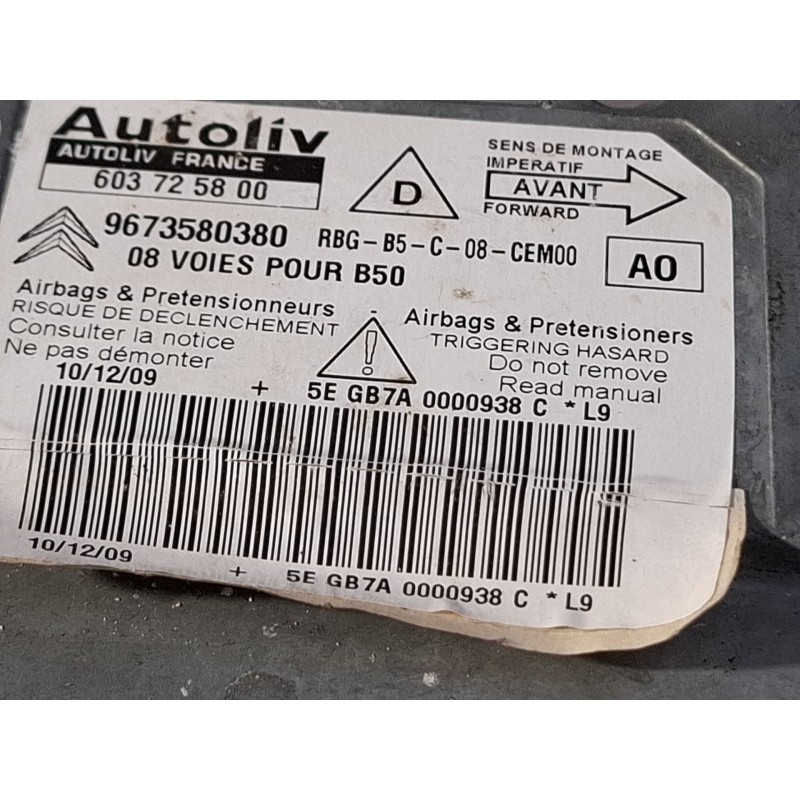 Autoliv
AUTOLIV FRANCE
603 72 58 00
D
SENS DE MONTAGE
IMPERATIF
AVANT
FORWARD
9673580380 RBG-B5-C-08-CEM00
08 VOIES POUR B50
A0
Airbags & Pretensionneurs
RISQUE DE DECLENCHEMENT
Consulter la notice
Ne pas démonter
!
Airbags & Pretensioners
TRIGGERING HASARD
Do not remove
Read manual
10/12/09 + 5E GB7A 0000938 C *L9
10/12/09 + 5E GB7A 0000938 C *L9